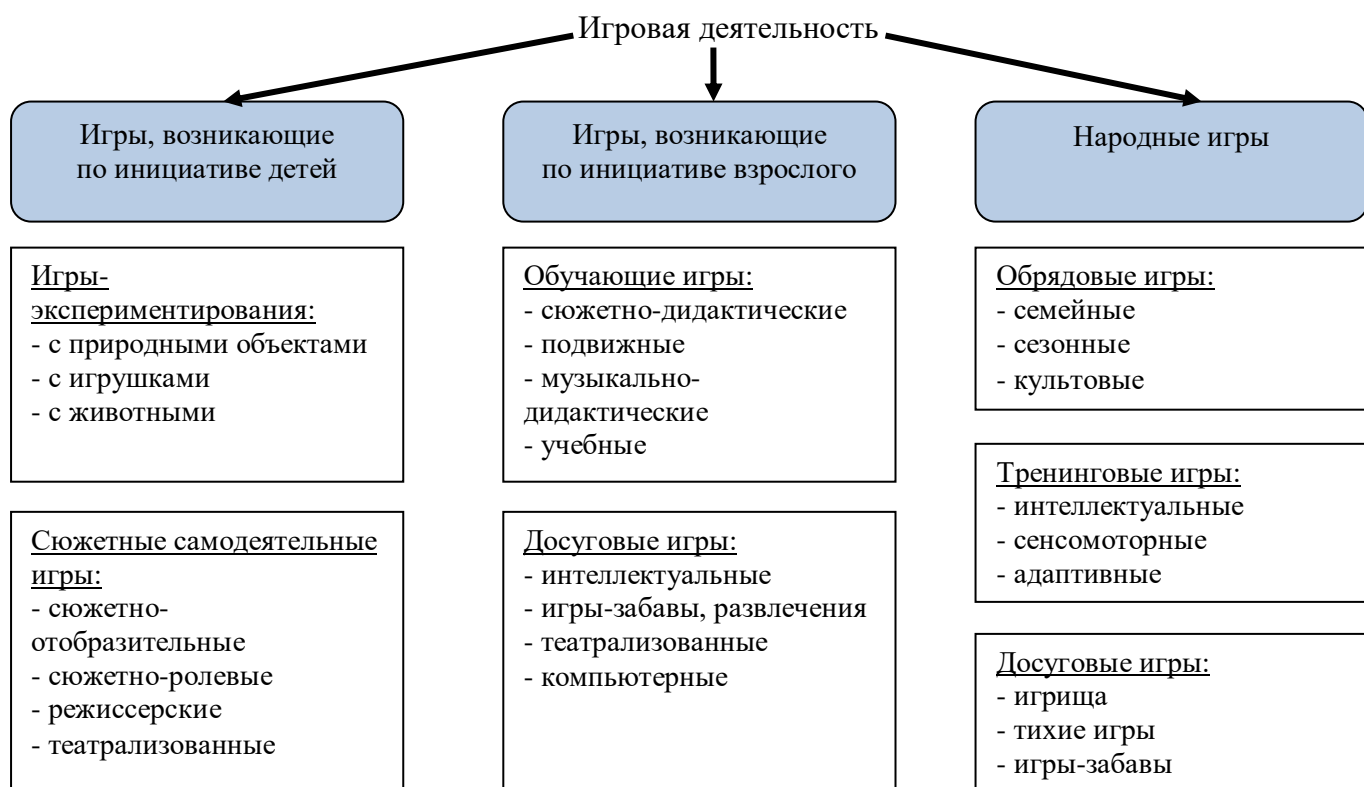 Игровая деятельность
Игры, возникающие
по инициативе детей
Игры, возникающие
по инициативе взрослого
Народные игры
Игры-
экспериментирования:
- с природными объектами
- с игрушками
- с животными
Сюжетные самодеятельные
игры:
- сюжетно-
отобразительные
- сюжетно-ролевые
- режиссерские
- театрализованные
Обучающие игры:
- сюжетно-дидактические
- подвижные
- музыкально-
дидактические
- учебные
Досуговые игры:
- интеллектуальные
- игры-забавы, развлечения
- театрализованные
- компьютерные
Обрядовые игры:
- семейные
- сезонные
- культовые
Тренинговые игры:
- интеллектуальные
- сенсомоторные
- адаптивные
Досуговые игры:
- игрища
- тихие игры
- игры-забавы